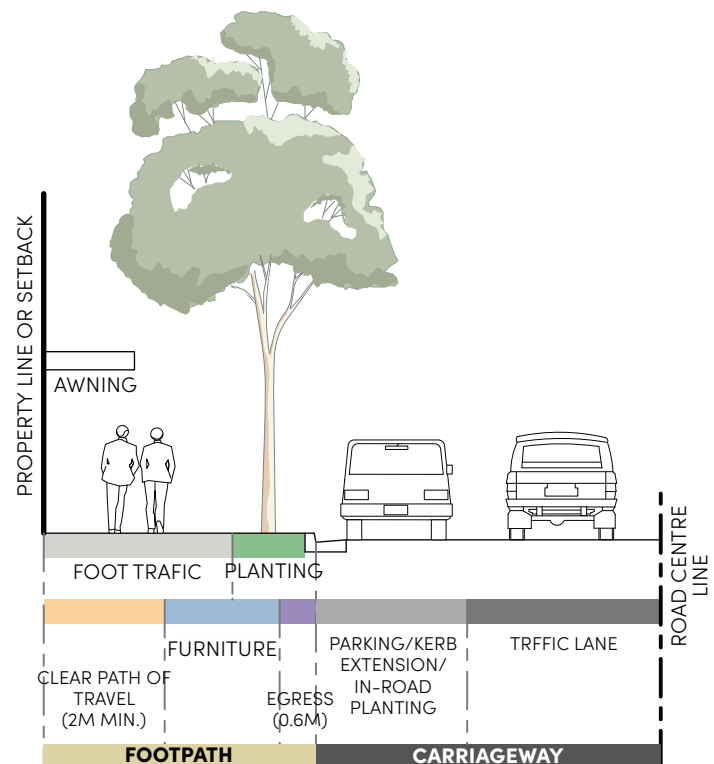 PROPERTY LINE OR SETBACK
AWNING
ROAD CENTRE
LINE
FOOT TRAFIC
PLANTING
FURNITURE
CLEAR PATH OF
TRAVEL
(2M MIN.)
EGRESS
(0.6M)
PARKING/KERB
EXTENSION/
IN-ROAD
PLANTING
TRFFIC LANE
FOOTPATH
CARRIAGEWAY